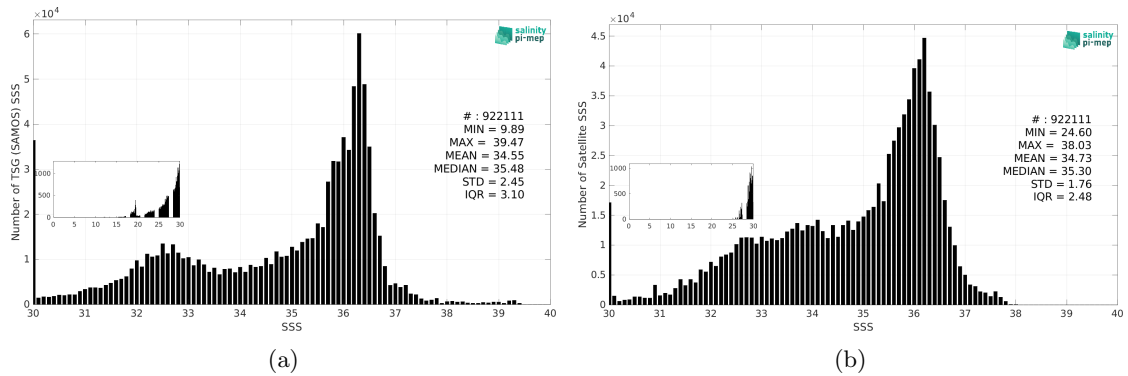 ×10⁴
6
5
4
3
2
1
0
Number of TSG (SAMOS) SSS
salinity
pi-mep
# : 922111
MIN = 9.89
MAX = 39.47
MEAN = 34.55
MEDIAN = 35.48
STD = 2.45
IQR = 3.10
1000
500
0
0 5 10 15 20 25 30
30 31 32 33 34 35 36 37 38 39 40
SSS
(a)
×10⁴
4.5
4
3.5
3
2.5
2
1.5
1
0.5
0
Number of Satellite SSS
salinity
pi-mep
# : 922111
MIN = 24.60
MAX = 38.03
MEAN = 34.73
MEDIAN = 35.30
STD = 1.76
IQR = 2.48
1000
500
0
0 5 10 15 20 25 30
30 31 32 33 34 35 36 37 38 39 40
SSS
(b)